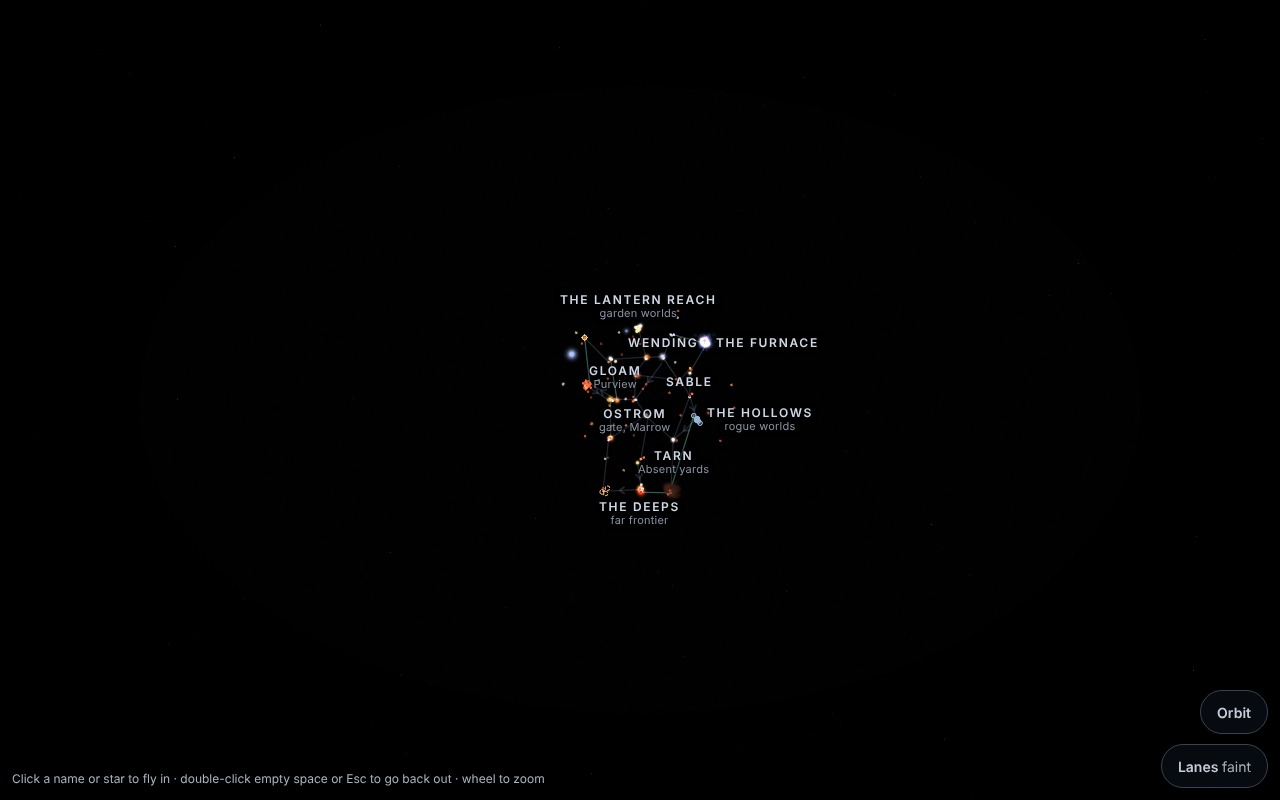 THE LANTERN REACH
garden worlds
WENDING
THE FURNACE
GLOAM
Purview
SABLE
OSTROM
gate, Marrow
THE HOLLOWS
rogue worlds
TARN
Absent yards
THE DEEPS
far frontier
Orbit
Lanes faint
Click a name or star to fly in · double-click empty space or Esc to go back out · wheel to zoom